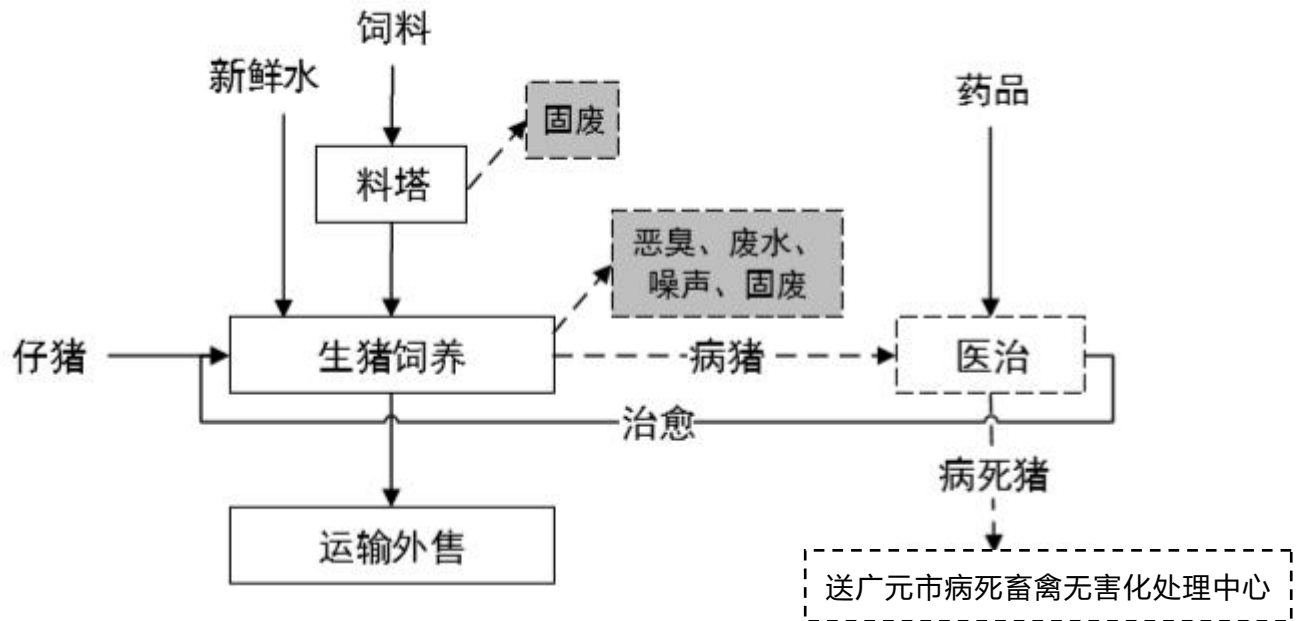 饲料
新鲜水
药品
固废
料塔
恶臭、废水、
噪声、固废
仔猪
生猪饲养
病猪
医治
治愈
病死猪
运输外售
送广元市病死畜禽无害化处理中心